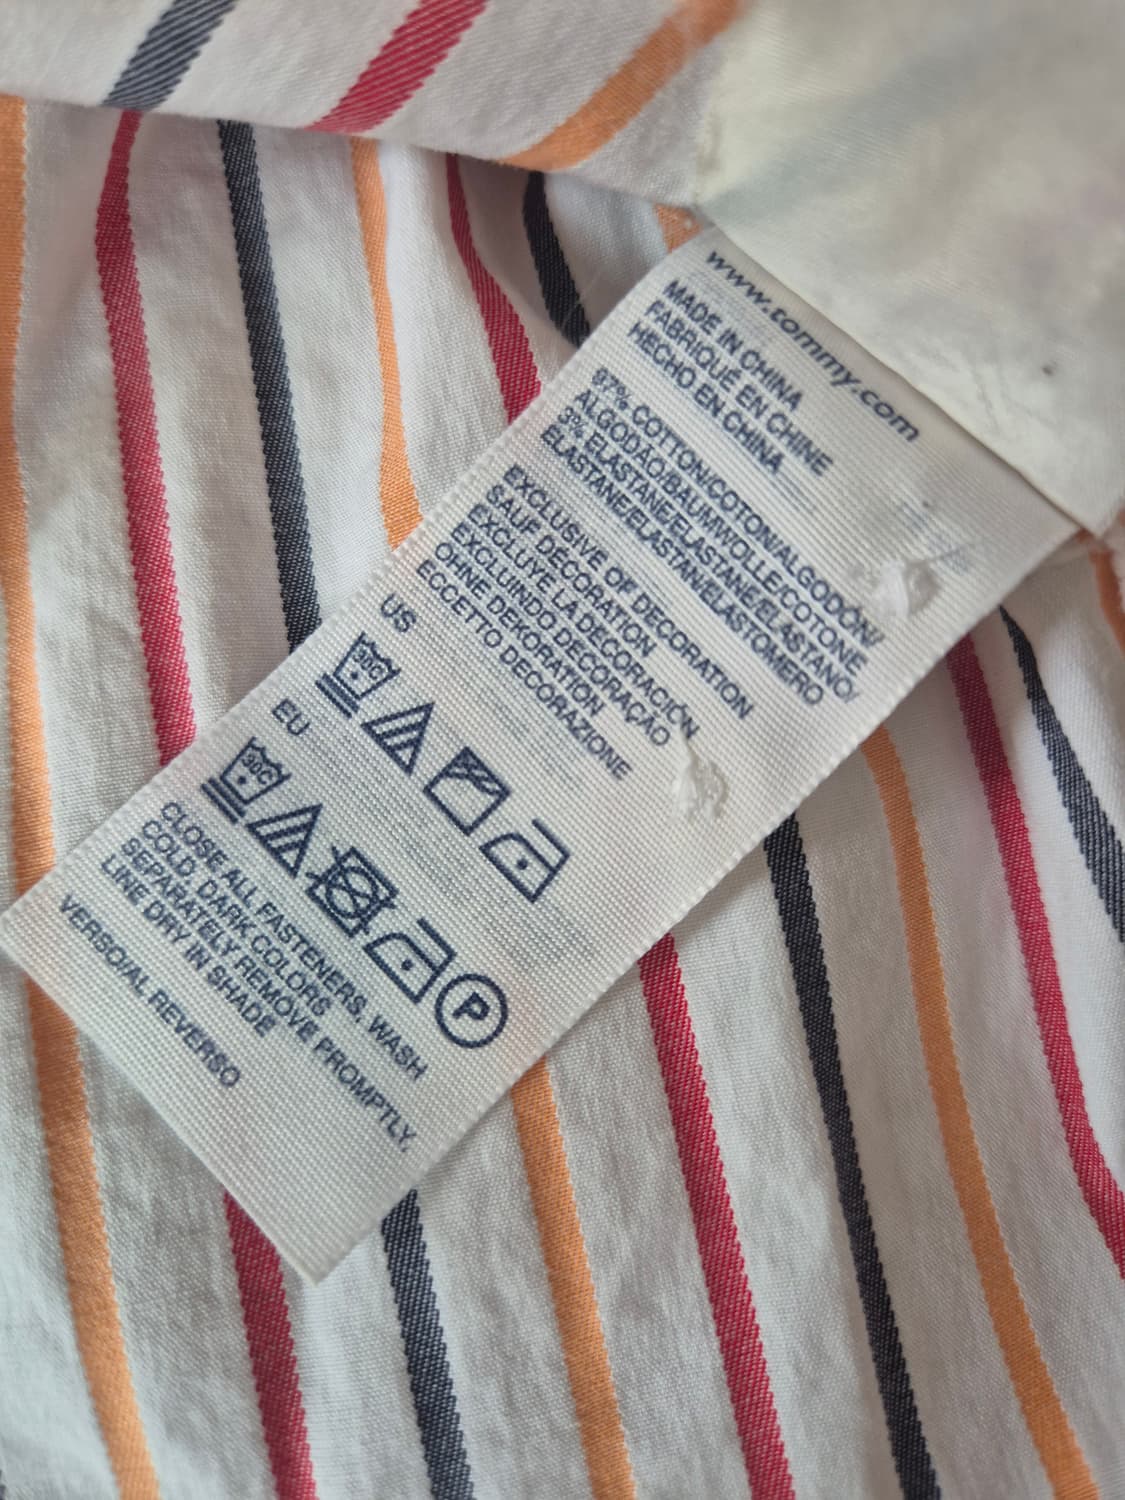 www.tommy.com
MADE IN CHINA
FABRIQUÉ EN CHINE
HECHO EN CHINA
97% COTTON/COTON/ALGODÓN/
ALGODÃO/BAUMWOLLE/COTONE
3% ELASTANE/ELASTANE/ELASTANO/
ELASTANE/ELASTAN/ELASTOMERO
EXCLUSIVE OF DECORATION
SAUF DÉCORATION
EXCLUYE LA DECORACIÓN
EXCLUINDO DECORAÇÃO
OHNE DEKORATION
ECCETTO DECORAZIONE
US
30C
EU
30C
P
CLOSE ALL FASTENERS, WASH
COLD DARK COLORS
SEPARATELY REMOVE PROMPTLY.
LINE DRY IN SHADE
VERSO/AL REVERSO